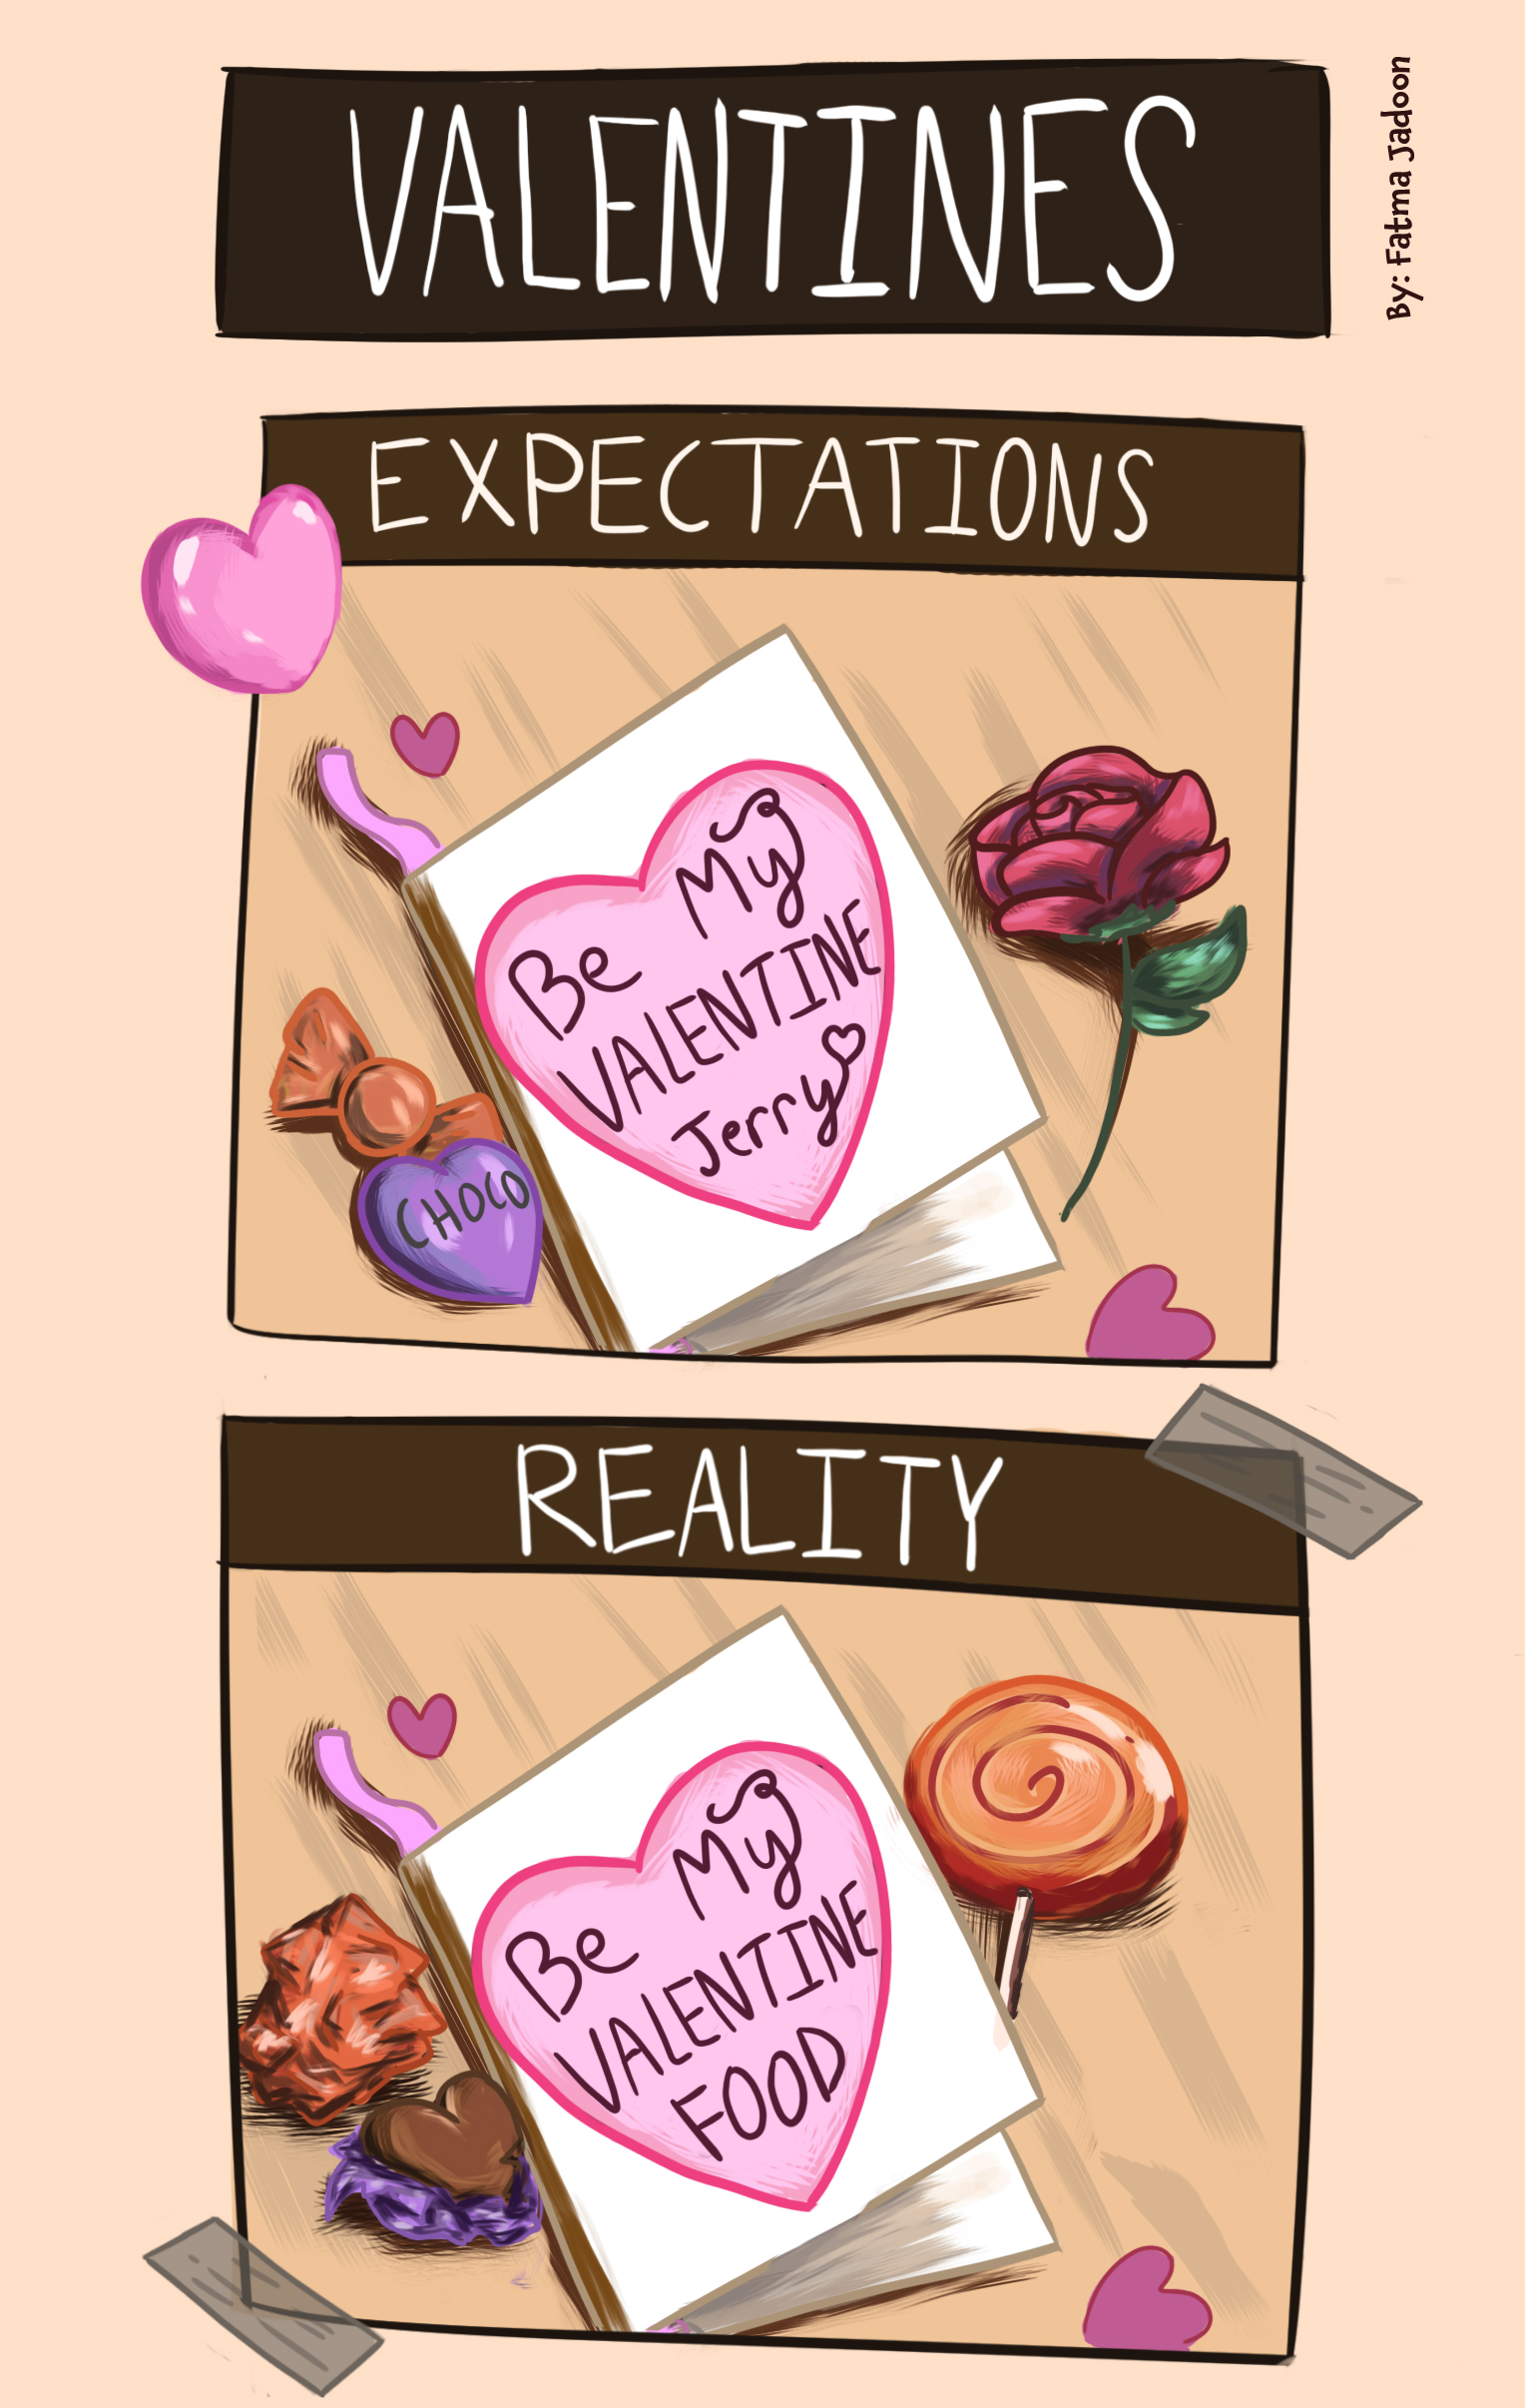 VALENTINES
By: Fatma Jadoon
EXPECTATIONS
Be My
VALENTINE
Jerry
CHOCO
REALITY
Be My
VALENTINE
FOOD